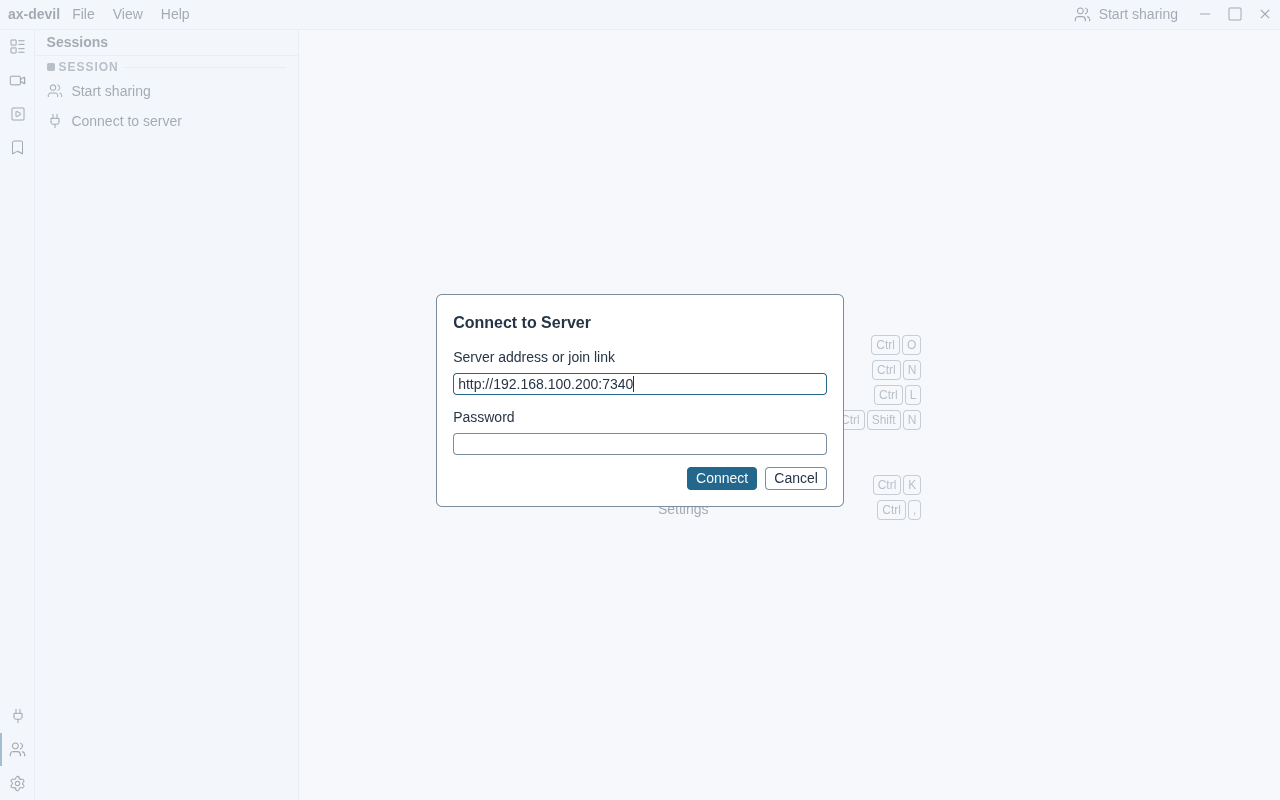 ax-devil File View Help Start sharing
Sessions
SESSION
Start sharing
Connect to server
Connect to Server
Server address or join link
http://192.168.100.200:7340
Password
Connect Cancel
Ctrl O
Ctrl N
Ctrl L
Ctrl Shift N
Ctrl K
Settings Ctrl ,